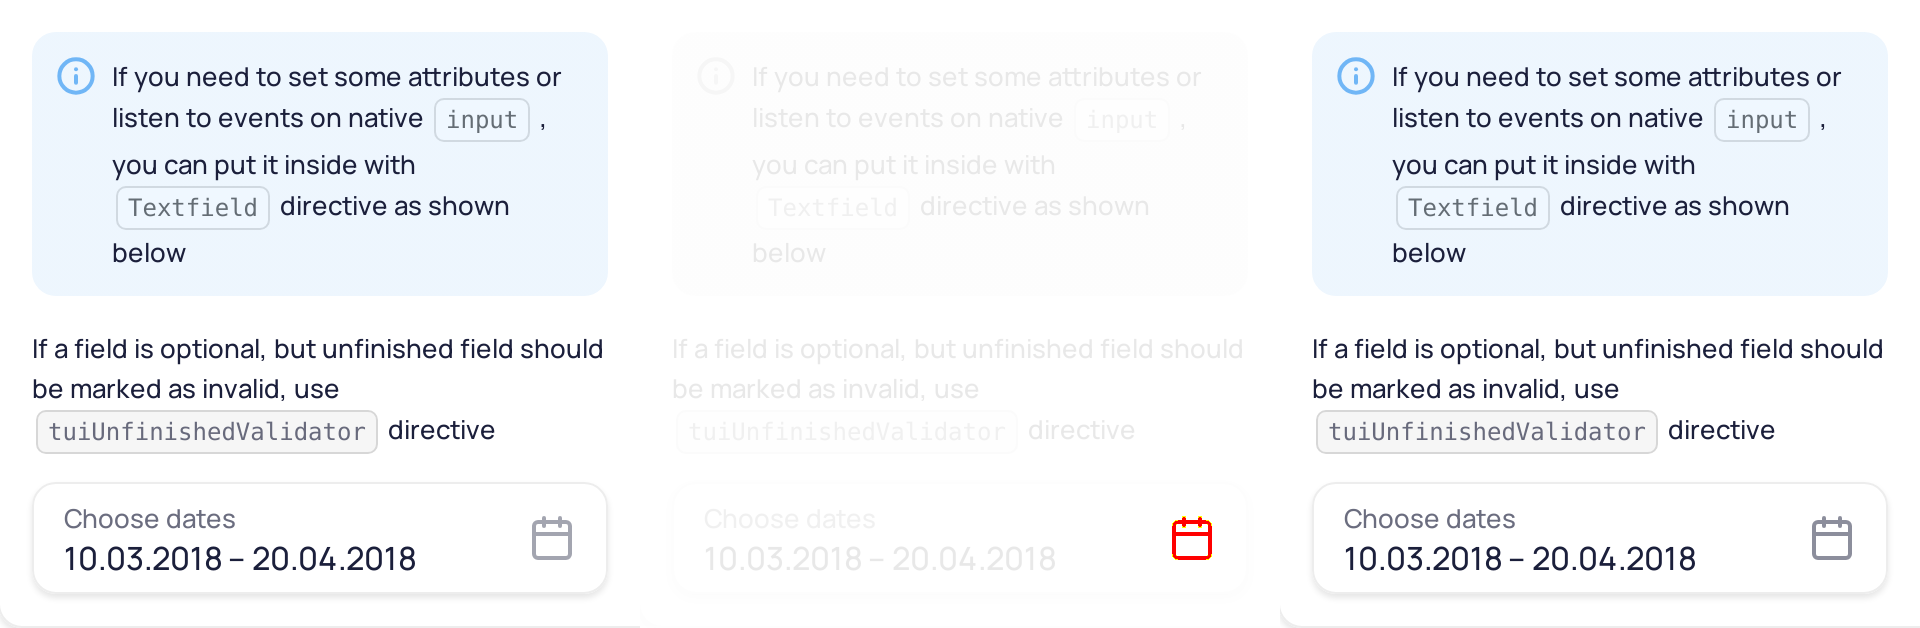 If you need to set some attributes or
listen to events on native input ,
you can put it inside with
Textfield directive as shown
below
If a field is optional, but unfinished field should
be marked as invalid, use
tuiUnfinishedValidator directive
Choose dates
10.03.2018 – 20.04.2018
If you need to set some attributes or
listen to events on native input ,
you can put it inside with
Textfield directive as shown
below
If a field is optional, but unfinished field should
be marked as invalid, use
tuiUnfinishedValidator directive
Choose dates
10.03.2018 – 20.04.2018
If you need to set some attributes or
listen to events on native input ,
you can put it inside with
Textfield directive as shown
below
If a field is optional, but unfinished field should
be marked as invalid, use
tuiUnfinishedValidator directive
Choose dates
10.03.2018 – 20.04.2018